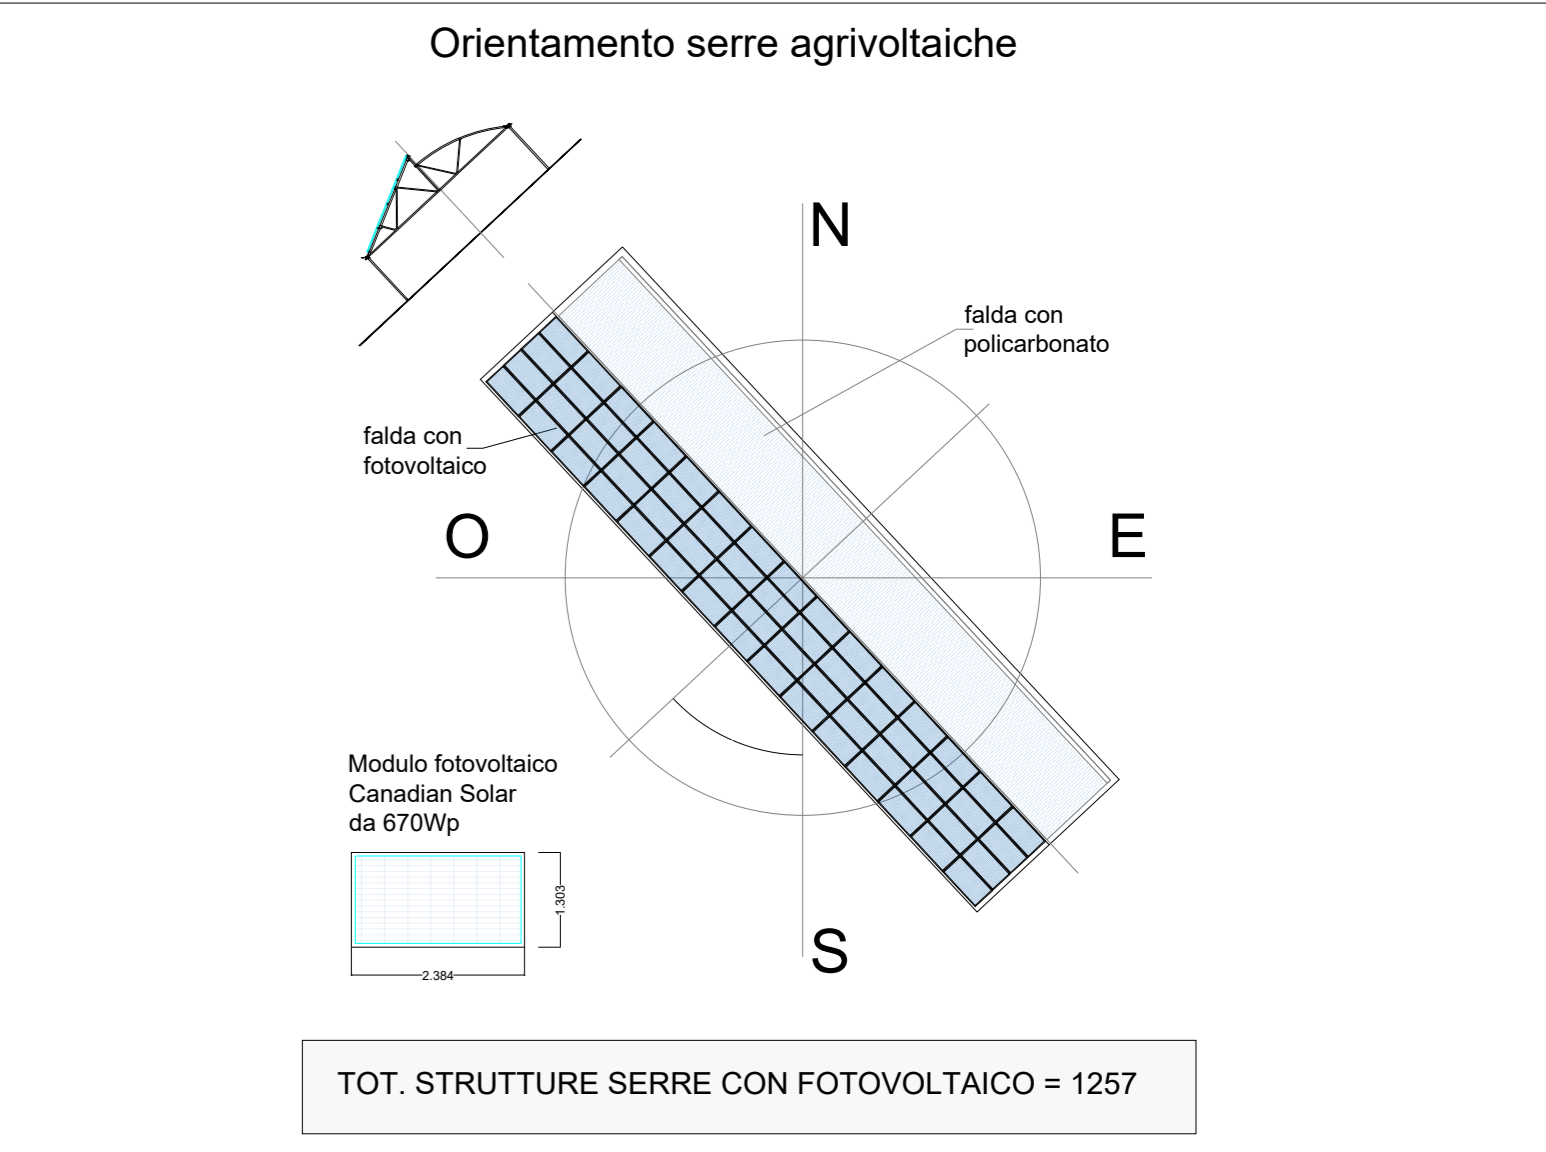 Orientamento serre agrivoltaiche
N
falda con
policarbonato
falda con
fotovoltaico
O
E
Modulo fotovoltaico
Canadian Solar
da 670Wp
1.303
2.384
S
TOT. STRUTTURE SERRE CON FOTOVOLTAICO = 1257